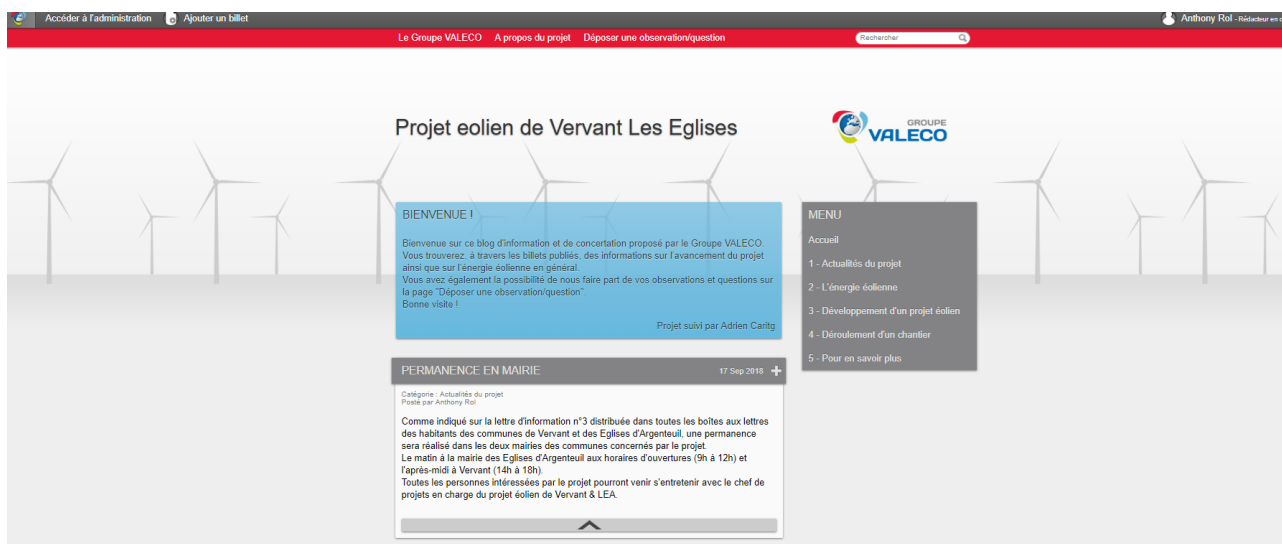 Accéder à l'administration Ajouter un billet Anthony Rol - Rédacteur en
Le Groupe VALECO A propos du projet Déposer une observation/question Rechercher
Projet eolien de Vervant Les Eglises
GROUPE
VALECO
BIENVENUE !
Bienvenue sur ce blog d'information et de concertation proposé par le Groupe VALECO.
Vous trouverez, à travers les billets publiés, des informations sur l'avancement du projet
ainsi que sur l'énergie éolienne en général.
Vous avez également la possibilité de nous faire part de vos observations et questions sur
la page "Déposer une observation/question".
Bonne visite !
Projet suivi par Adrien Caritg
MENU
Accueil
1 - Actualités du projet
2 - L'énergie éolienne
3 - Développement d'un projet éolien
4 - Déroulement d'un chantier
5 - Pour en savoir plus
PERMANENCE EN MAIRIE 17 Sep 2018
Catégorie : Actualités du projet
Posté par Anthony Rol
Comme indiqué sur la lettre d'information n°3 distribuée dans toutes les boîtes aux lettres
des habitants des communes de Vervant et des Eglises d'Argenteuil, une permanence
sera réalisé dans les deux mairies des communes concernés par le projet.
Le matin à la mairie des Eglises d'Argenteuil aux horaires d'ouvertures (9h à 12h) et
l'après-midi à Vervant (14h à 18h).
Toutes les personnes intéressées par le projet pourront venir s'entretenir avec le chef de
projets en charge du projet éolien de Vervant & LEA.